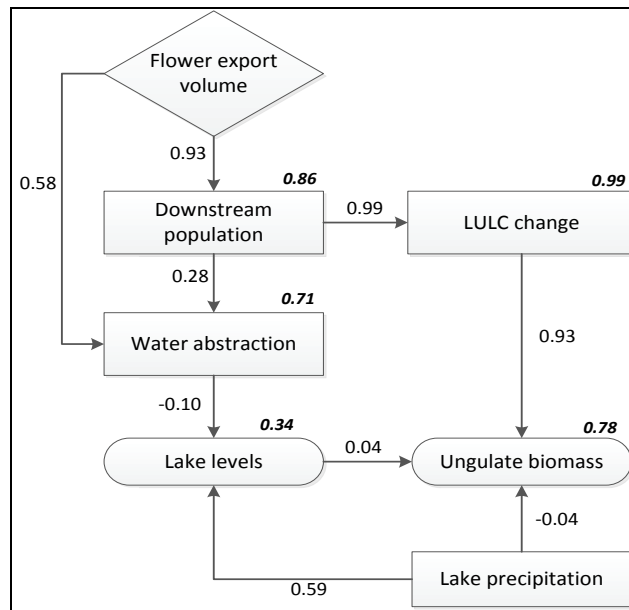 Flower export
volume
0.93
0.58
0.86
Downstream
population
0.99
0.99
LULC change
0.28
0.71
Water abstraction
0.93
-0.10
0.34
Lake levels
0.04
0.78
Ungulate biomass
-0.04
0.59
Lake precipitation